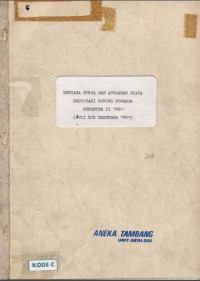 6
RENCANA KERJA DAN ANGGARAN BIAYA
EKSPLORASI GUNUNG PONGKOR
SEMESTER II 1991
(JULI S/D DESEMBER 1991)
ANEKA TAMBANG
UNIT GEOLOGI
KODE C